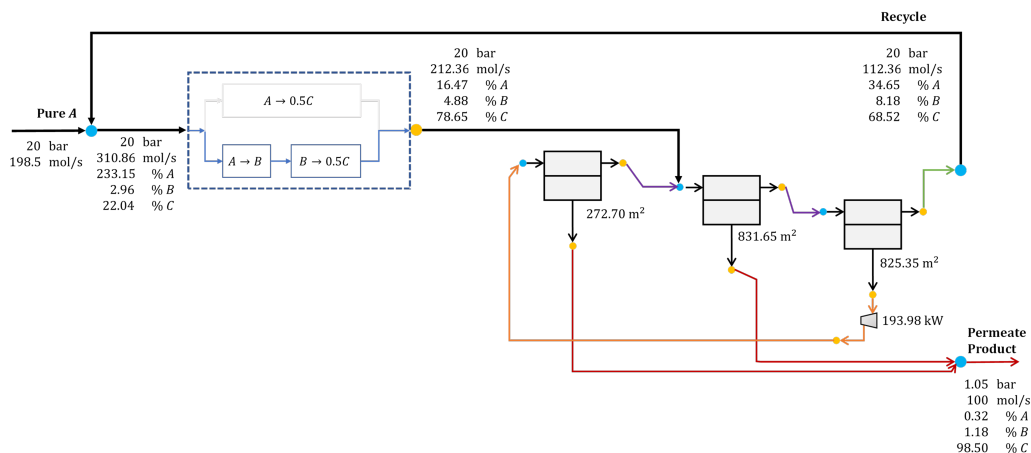 Recycle
20 bar
212.36 mol/s
16.47 % A
4.88 % B
78.65 % C
20 bar
112.36 mol/s
34.65 % A
8.18 % B
68.52 % C
Pure A
20 bar
198.5 mol/s
20 bar
310.86 mol/s
233.15 % A
2.96 % B
22.04 % C
A → 0.5C
A → B
B → 0.5C
272.70 m²
831.65 m²
825.35 m²
193.98 kW
Permeate
Product
1.05 bar
100 mol/s
0.32 % A
1.18 % B
98.50 % C